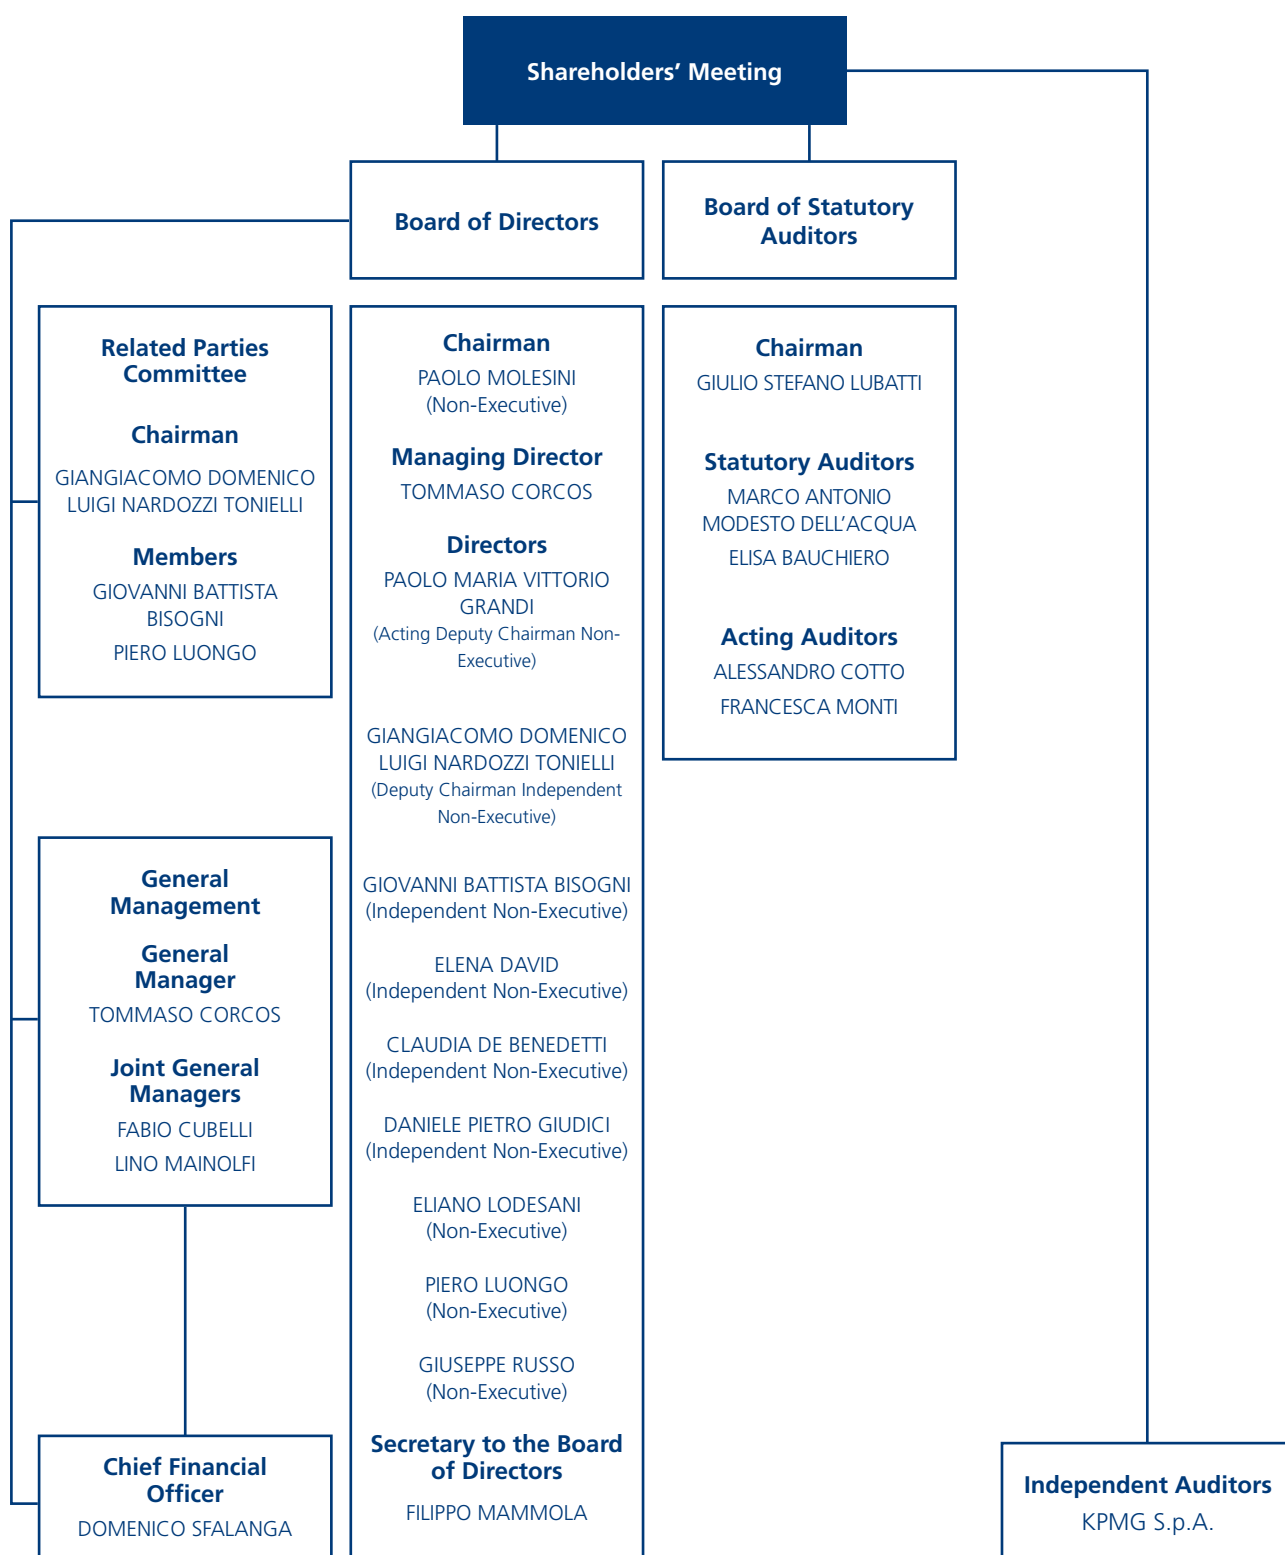 Shareholders’ Meeting
Board of Directors
Board of Statutory
Auditors
Related Parties
Committee
Chairman
GIANGIACOMO DOMENICO
LUIGI NARDOZZI TONIELLI
Members
GIOVANNI BATTISTA
BISOGNI
PIERO LUONGO
General
Management
General
Manager
TOMMASO CORCOS
Joint General
Managers
FABIO CUBELLI
LINO MAINOLFI
Chief Financial
Officer
DOMENICO SFALANGA
Chairman
PAOLO MOLESINI
(Non-Executive)
Managing Director
TOMMASO CORCOS
Directors
PAOLO MARIA VITTORIO
GRANDI
(Acting Deputy Chairman Non-
Executive)
GIANGIACOMO DOMENICO
LUIGI NARDOZZI TONIELLI
(Deputy Chairman Independent
Non-Executive)
GIOVANNI BATTISTA BISOGNI
(Independent Non-Executive)
ELENA DAVID
(Independent Non-Executive)
CLAUDIA DE BENEDETTI
(Independent Non-Executive)
DANIELE PIETRO GIUDICI
(Independent Non-Executive)
ELIANO LODESANI
(Non-Executive)
PIERO LUONGO
(Non-Executive)
GIUSEPPE RUSSO
(Non-Executive)
Secretary to the Board
of Directors
FILIPPO MAMMOLA
Chairman
GIULIO STEFANO LUBATTI
Statutory Auditors
MARCO ANTONIO
MODESTO DELL’ACQUA
ELISA BAUCHIERO
Acting Auditors
ALESSANDRO COTTO
FRANCESCA MONTI
Independent Auditors
KPMG S.p.A.